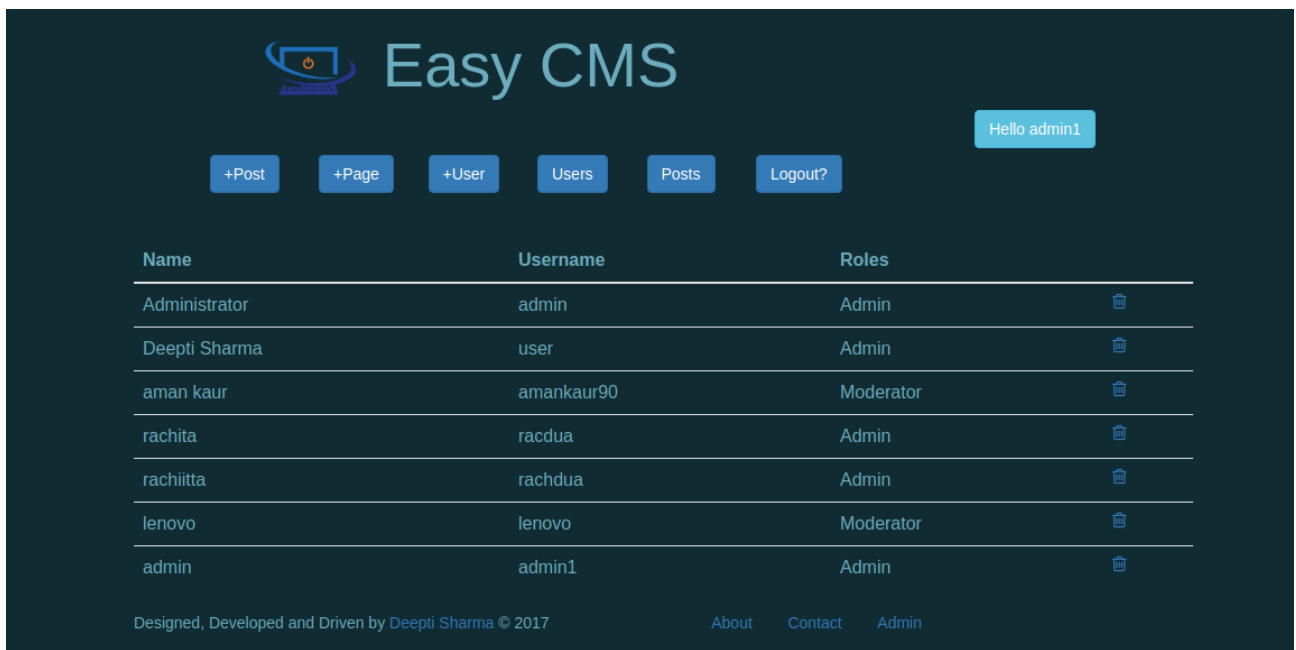 Easy CMS
Hello admin1
+Post +Page +User Users Posts Logout?
Name Username Roles
Administrator admin Admin
Deepti Sharma user Admin
aman kaur amankaur90 Moderator
rachita racdua Admin
rachiitta rachdua Admin
lenovo lenovo Moderator
admin admin1 Admin
Designed, Developed and Driven by Deepti Sharma © 2017 About Contact Admin